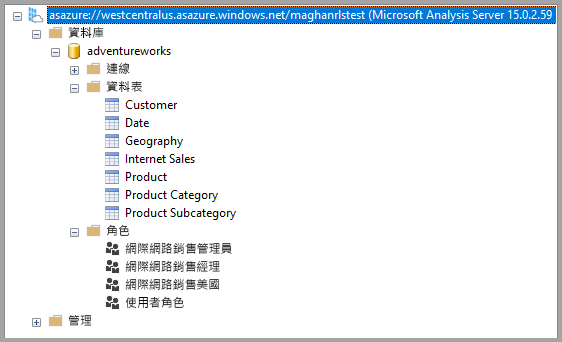 asazure://westcentralus.asazure.windows.net/maghanrlstest (Microsoft Analysis Server 15.0.2.59
資料庫
adventureworks
連線
資料表
Customer
Date
Geography
Internet Sales
Product
Product Category
Product Subcategory
角色
網際網路銷售管理員
網際網路銷售經理
網際網路銷售美國
使用者角色
管理